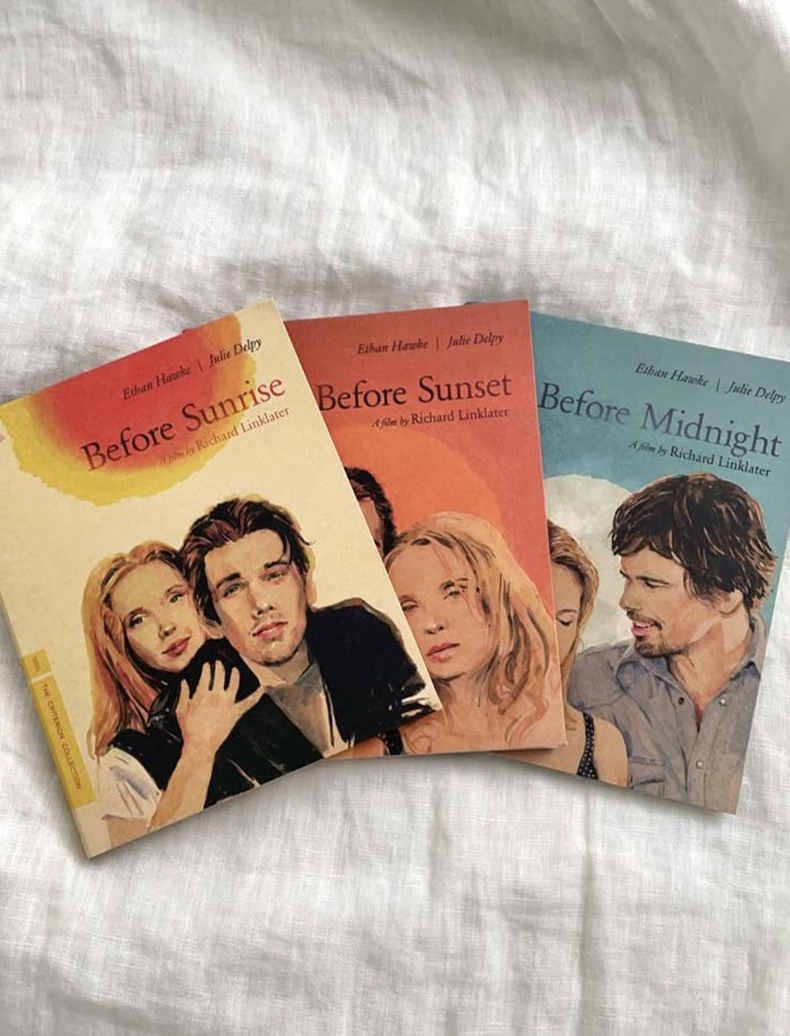 Ethan Hawke | Julie Delpy
Before Sunrise
A film by Richard Linklater
THE CRITERION COLLECTION
Ethan Hawke | Julie Delpy
Before Sunset
A film by Richard Linklater
Ethan Hawke | Julie Delpy
Before Midnight
A film by Richard Linklater